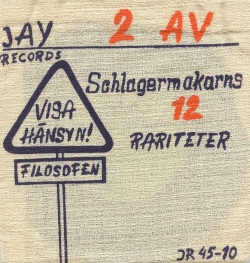 JAY
RECORDS
2 AV
Schlagermakarns
12
RARITETER
VISA
HÄNSYN!
FILOSOFEN
JR 45-10